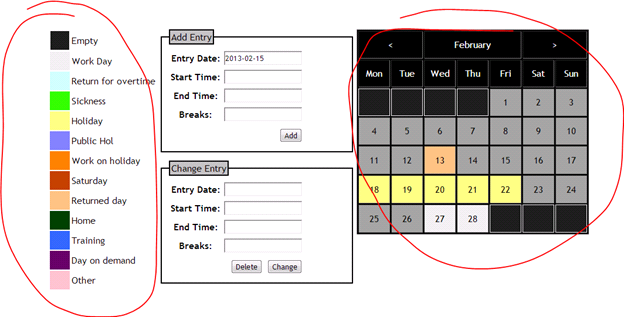 Empty
Work Day
Return for overtime
Sickness
Holiday
Public Hol
Work on holiday
Saturday
Returned day
Home
Training
Day on demand
Other
Add Entry
Entry Date: 2013-02-15
Start Time:
End Time:
Breaks:
Add
Change Entry
Entry Date:
Start Time:
End Time:
Breaks:
Delete Change
< February >
Mon Tue Wed Thu Fri Sat Sun
1 2 3
4 5 6 7 8 9 10
11 12 13 14 15 16 17
18 19 20 21 22 23 24
25 26 27 28